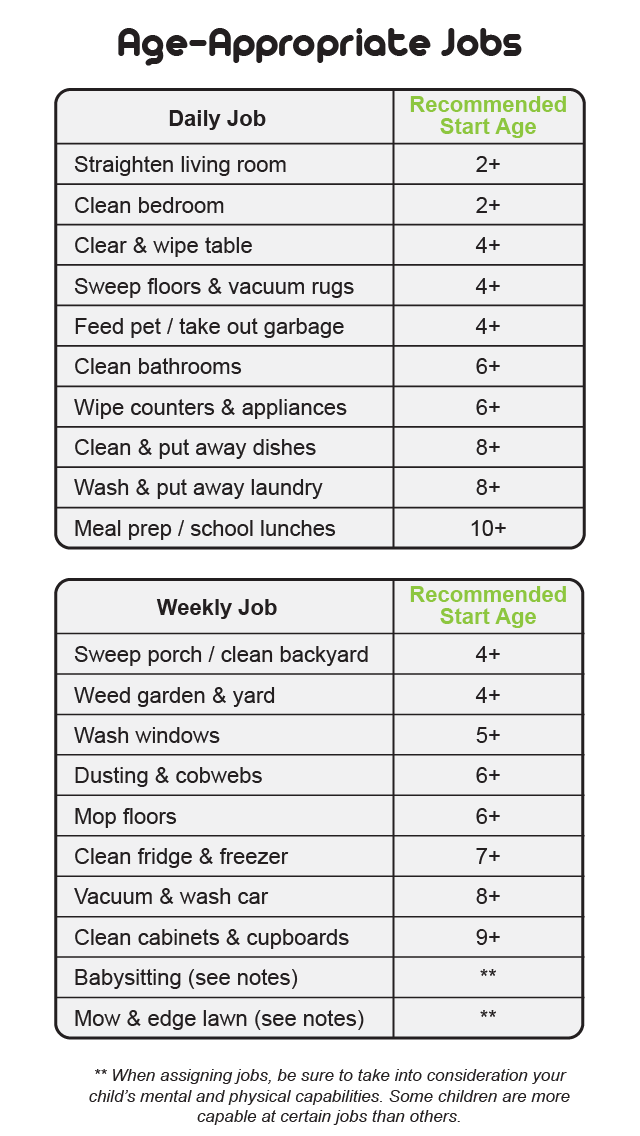 Age-Appropriate Jobs
Daily Job
Recommended
Start Age
Straighten living room 2+
Clean bedroom 2+
Clear & wipe table 4+
Sweep floors & vacuum rugs 4+
Feed pet / take out garbage 4+
Clean bathrooms 6+
Wipe counters & appliances 6+
Clean & put away dishes 8+
Wash & put away laundry 8+
Meal prep / school lunches 10+
Weekly Job
Recommended
Start Age
Sweep porch / clean backyard 4+
Weed garden & yard 4+
Wash windows 5+
Dusting & cobwebs 6+
Mop floors 6+
Clean fridge & freezer 7+
Vacuum & wash car 8+
Clean cabinets & cupboards 9+
Babysitting (see notes) **
Mow & edge lawn (see notes) **
** When assigning jobs, be sure to take into consideration your
child's mental and physical capabilities. Some children are more
capable at certain jobs than others.